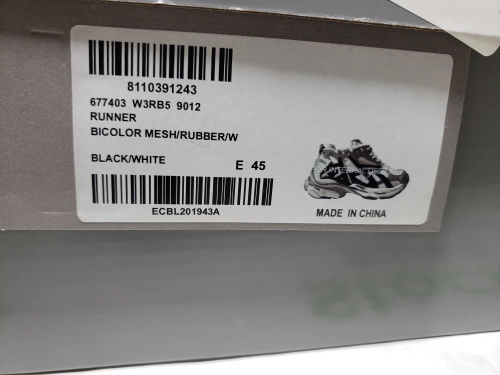 8110391243
677403 W3RB5 9012
RUNNER
BICOLOR MESH/RUBBER/W
BLACK/WHITE
E 45
ECBL201943A
MADE IN CHINA